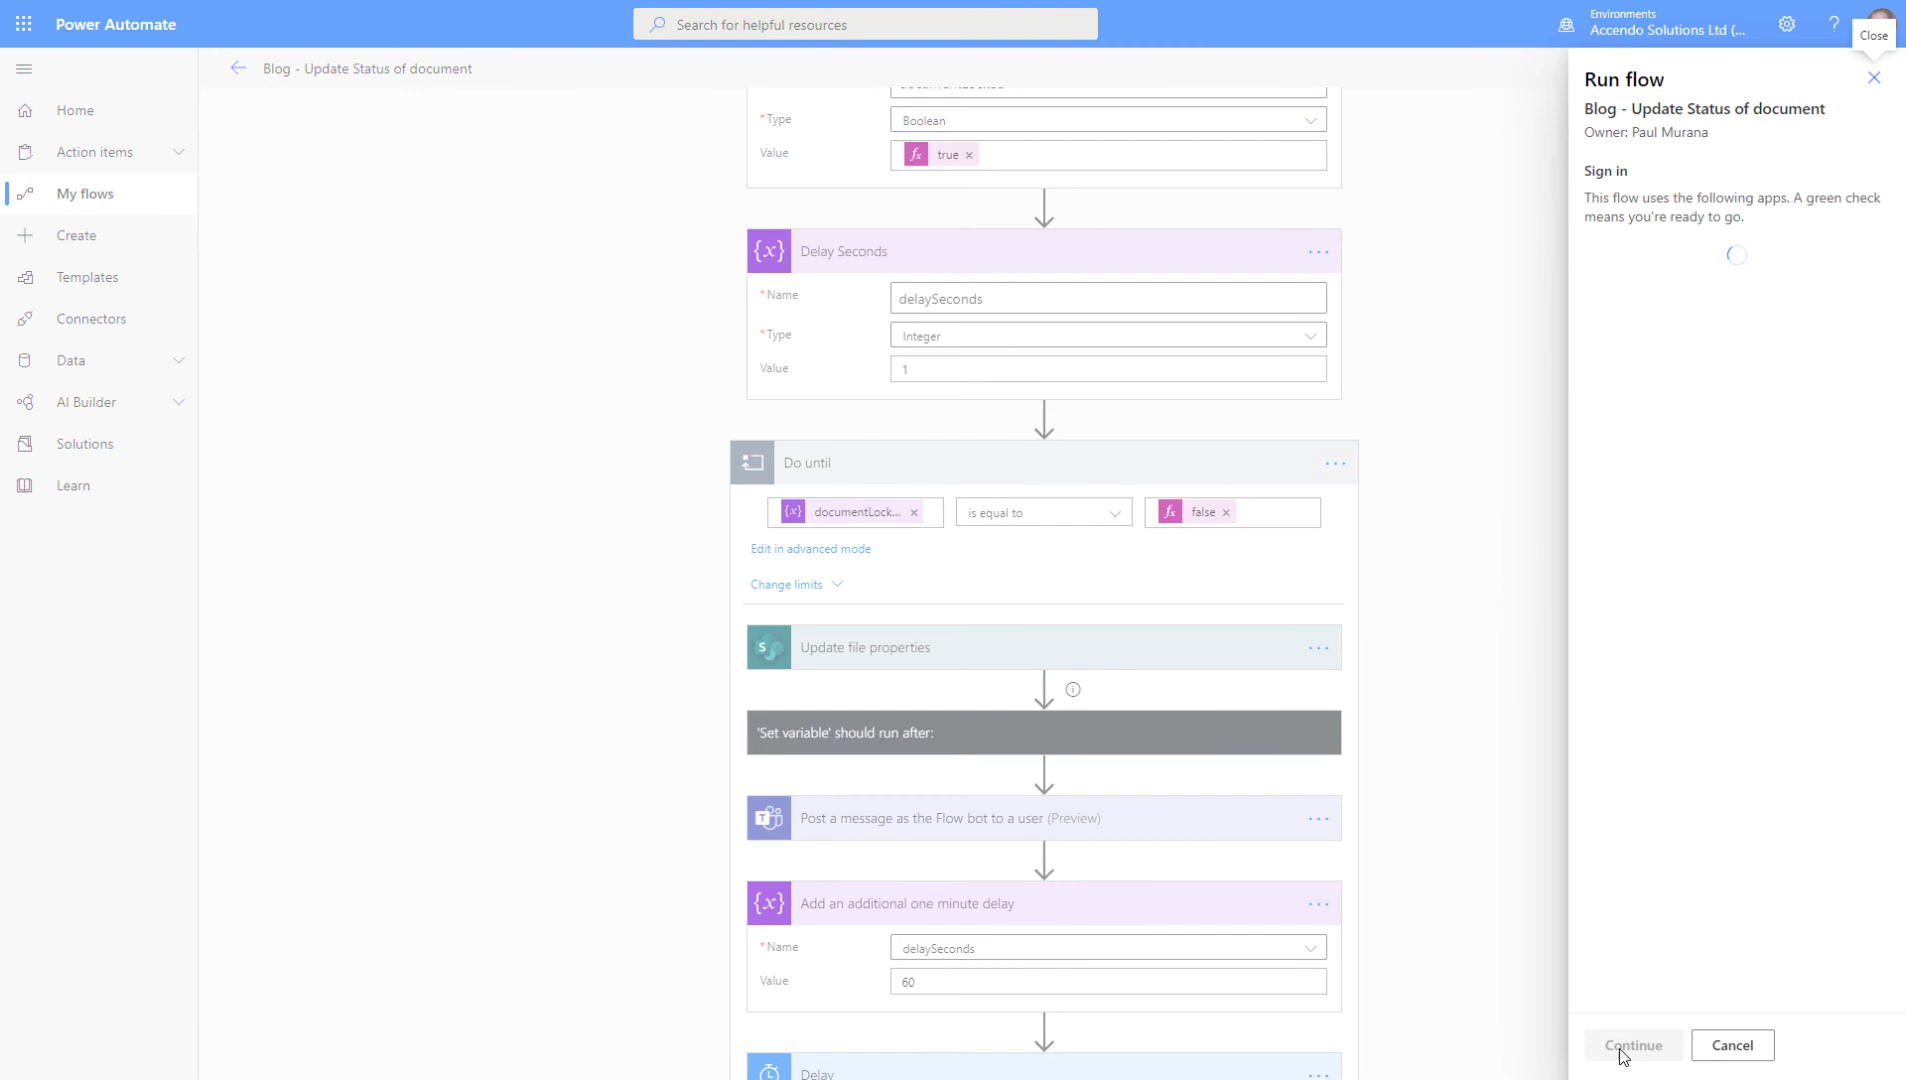 Power Automate
Search for helpful resources
Environments
Accendo Solutions Ltd (...
?
Close
Blog - Update Status of document
Home
Action items
My flows
Create
Templates
Connectors
Data
AI Builder
Solutions
Learn
* Type
Boolean
Value
fx true ×
{x} Delay Seconds ...
* Name
delaySeconds
* Type
Integer
Value
1
Do until ...
{x} documentLock... ×
is equal to
fx false ×
Edit in advanced mode
Change limits
S Update file properties ...
'Set variable' should run after:
T Post a message as the Flow bot to a user (Preview) ...
{x} Add an additional one minute delay ...
* Name
delaySeconds
Value
60
Delay ...
Run flow
Blog - Update Status of document
Owner: Paul Murana
Sign in
This flow uses the following apps. A green check
means you're ready to go.
Continue
Cancel